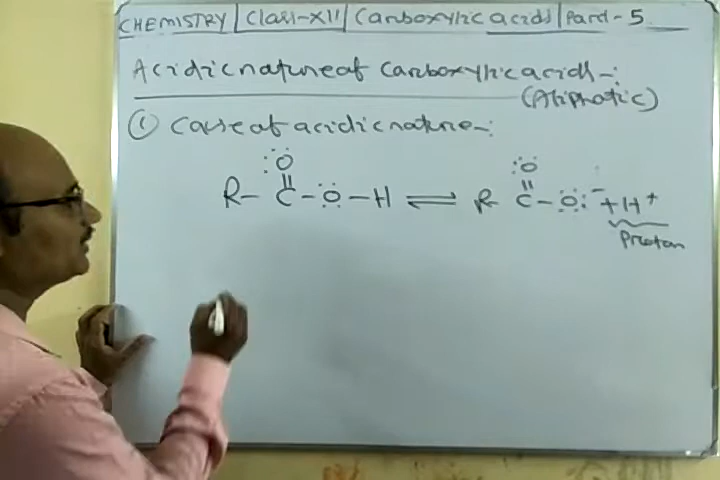 CHEMISTRY | Class-XII | Carboxylic acids | Part-5
Acidic nature of Carboxylic acids-:
(Aliphatic)
① Cause of acidic nature-:
R-C(=O)-O-H ⇌ R-C(=O)-O:⁻ + H⁺
Proton